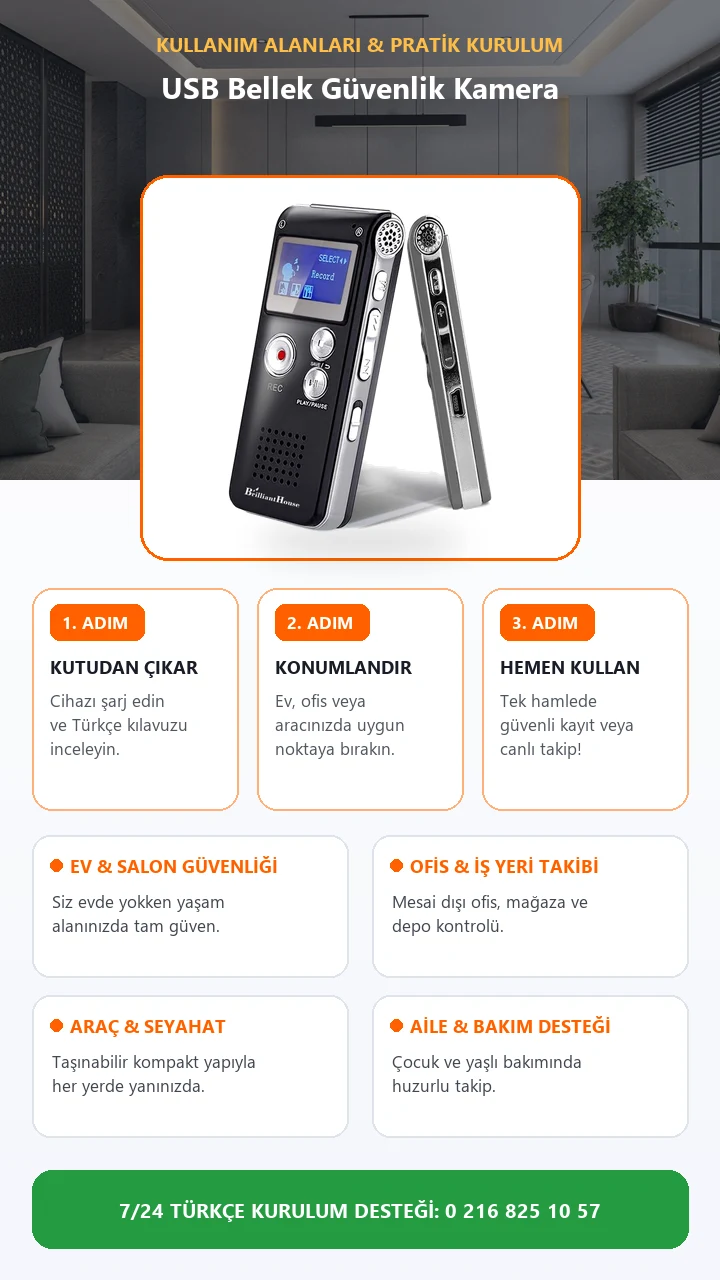 KULLANIM ALANLARI & PRATİK KURULUM
USB Bellek Güvenlik Kamera
SELECT
Record
REC
PLAY/PAUSE
BrilliantHouse
1. ADIM
KUTUDAN ÇIKAR
Cihazı şarj edin
ve Türkçe kılavuzu
inceleyin.
2. ADIM
KONUMLANDIR
Ev, ofis veya
aracınızda uygun
noktaya bırakın.
3. ADIM
HEMEN KULLAN
Tek hamlede
güvenli kayıt veya
canlı takip!
EV & SALON GÜVENLİĞİ
Siz evde yokken yaşam
alanınızda tam güven.
OFİS & İŞ YERİ TAKİBİ
Mesai dışı ofis, mağaza ve
depo kontrolü.
ARAÇ & SEYAHAT
Taşınabilir kompakt yapıyla
her yerde yanınızda.
AİLE & BAKIM DESTEĞİ
Çocuk ve yaşlı bakımında
huzurlu takip.
7/24 TÜRKÇE KURULUM DESTEĞİ: 0 216 825 10 57